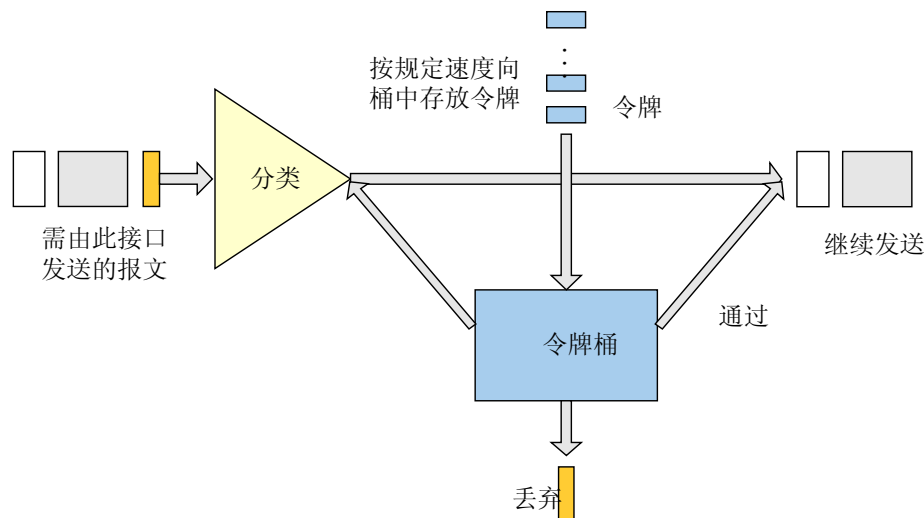 按规定速度向
桶中存放令牌
令牌
分类
需由此接口
发送的报文
继续发送
通过
令牌桶
丢弃